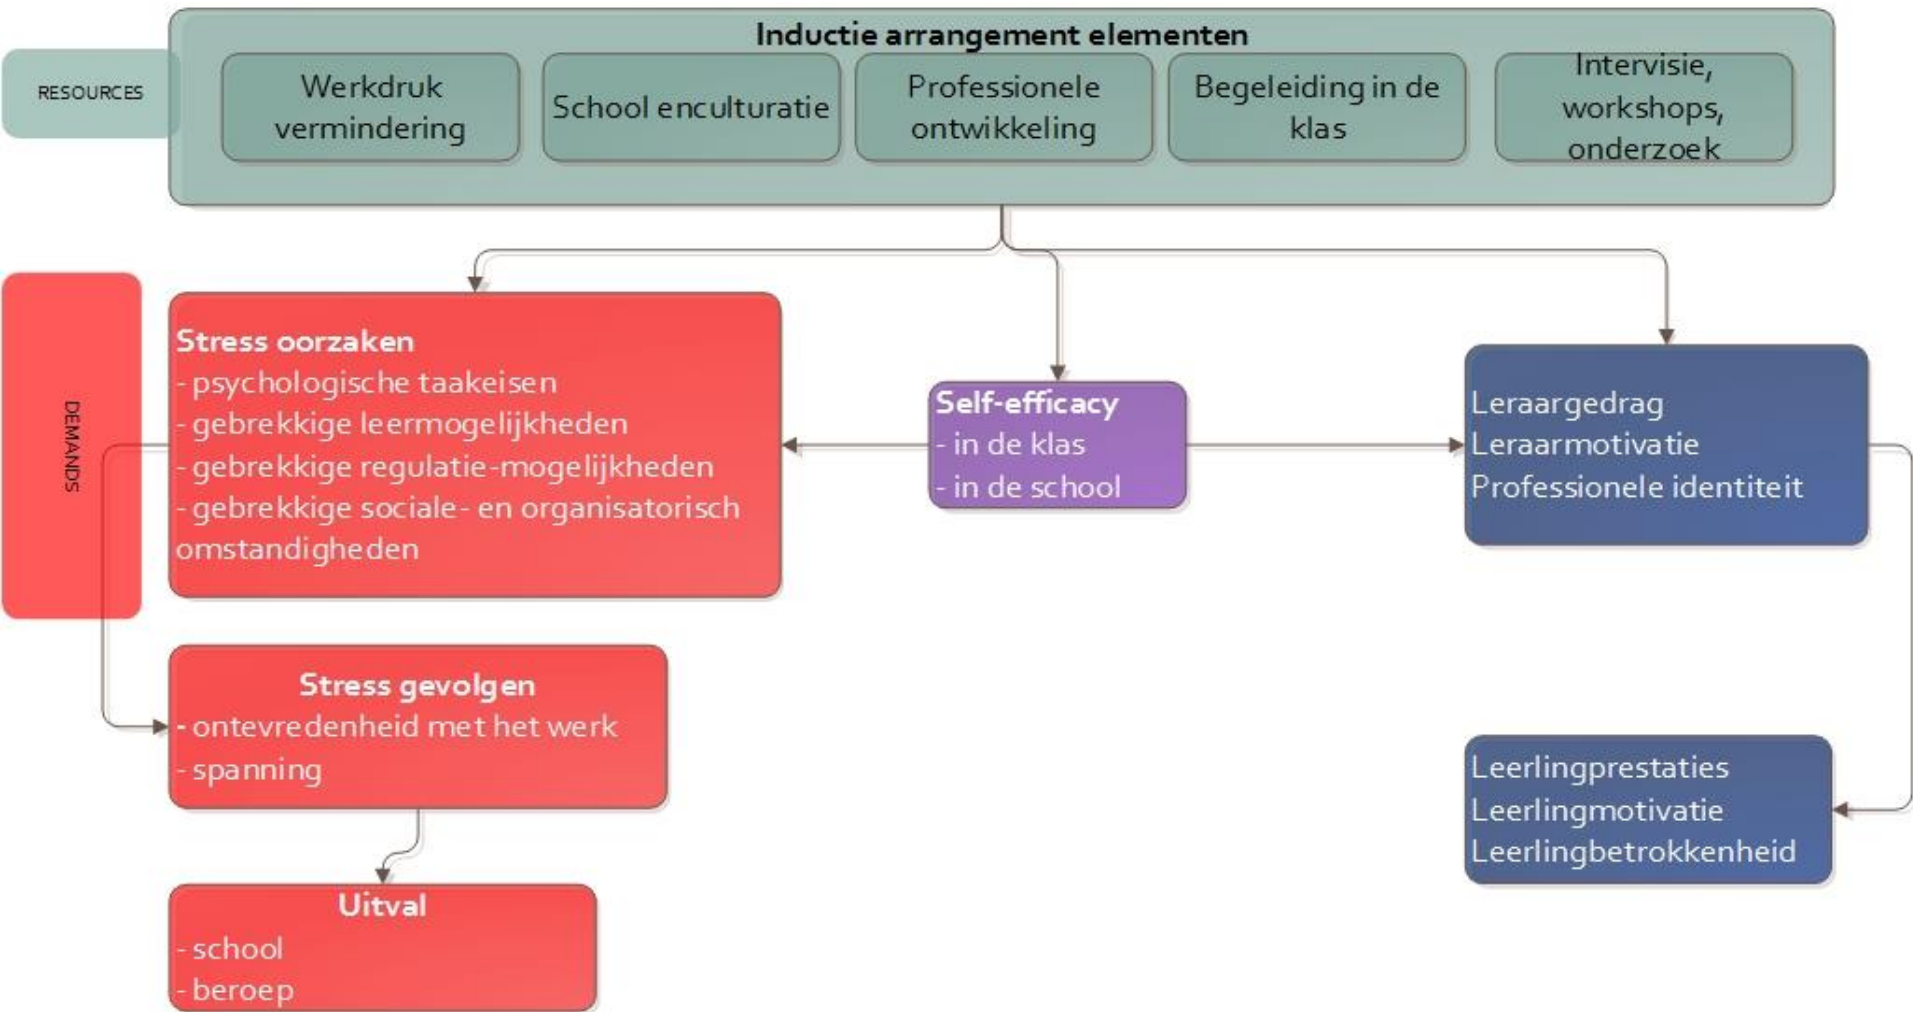 Inductie arrangement elementen
RESOURCES
Werkdruk
vermindering
School enculturatie
Professionele
ontwikkeling
Begeleiding in de
klas
Intervisie,
workshops,
onderzoek
DEMANDS
Stress oorzaken
- psychologische taakeisen
- gebrekkige leermogelijkheden
- gebrekkige regulatie-mogelijkheden
- gebrekkige sociale- en organisatorisch
omstandigheden
Self-efficacy
- in de klas
- in de school
Leraargedrag
Leraarmotivatie
Professionele identiteit
Stress gevolgen
- ontevredenheid met het werk
- spanning
Leerlingprestaties
Leerlingmotivatie
Leerlingbetrokkenheid
Uitval
- school
- beroep